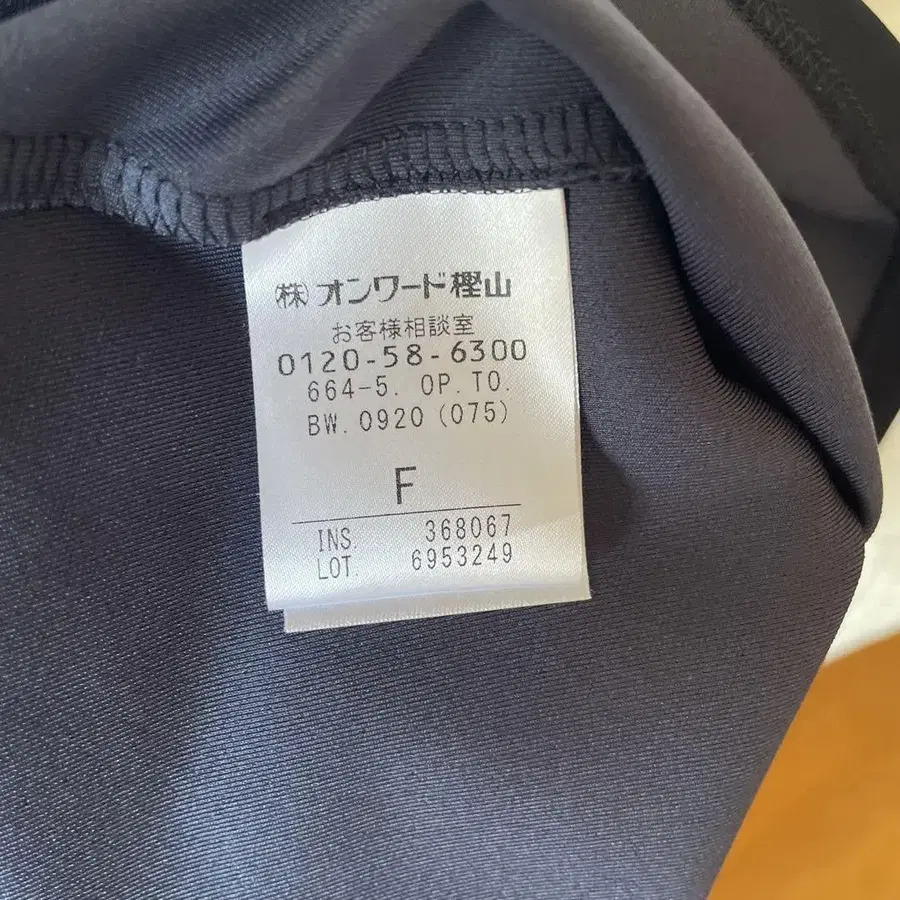 ㈱オンワード樫山
お客様相談室
0120-58-6300
664-5. OP.TO.
BW.0920(075)
F
INS. 368067
LOT. 6953249